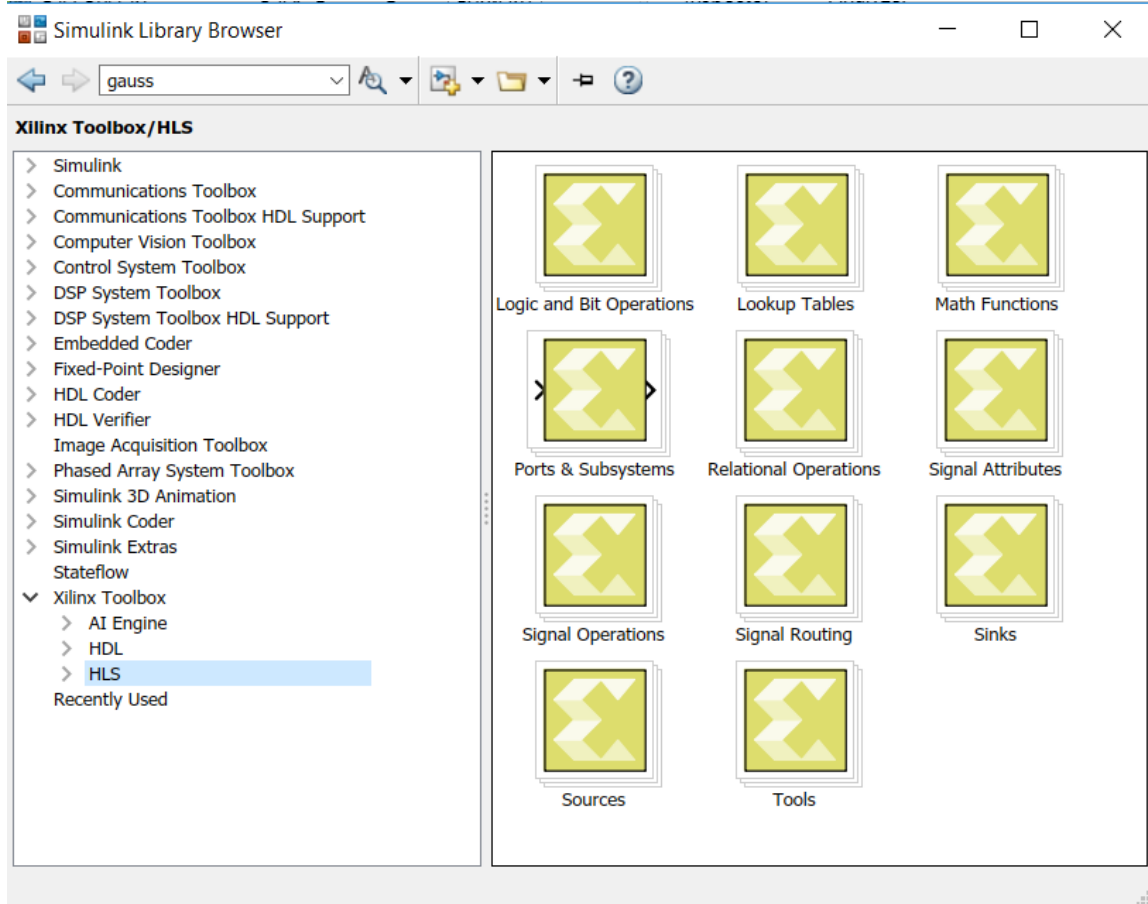 Simulink Library Browser
gauss
Xilinx Toolbox/HLS
Simulink
Communications Toolbox
Communications Toolbox HDL Support
Computer Vision Toolbox
Control System Toolbox
DSP System Toolbox
DSP System Toolbox HDL Support
Embedded Coder
Fixed-Point Designer
HDL Coder
HDL Verifier
Image Acquisition Toolbox
Phased Array System Toolbox
Simulink 3D Animation
Simulink Coder
Simulink Extras
Stateflow
Xilinx Toolbox
AI Engine
HDL
HLS
Recently Used
Logic and Bit Operations
Lookup Tables
Math Functions
Ports & Subsystems
Relational Operations
Signal Attributes
Signal Operations
Signal Routing
Sinks
Sources
Tools